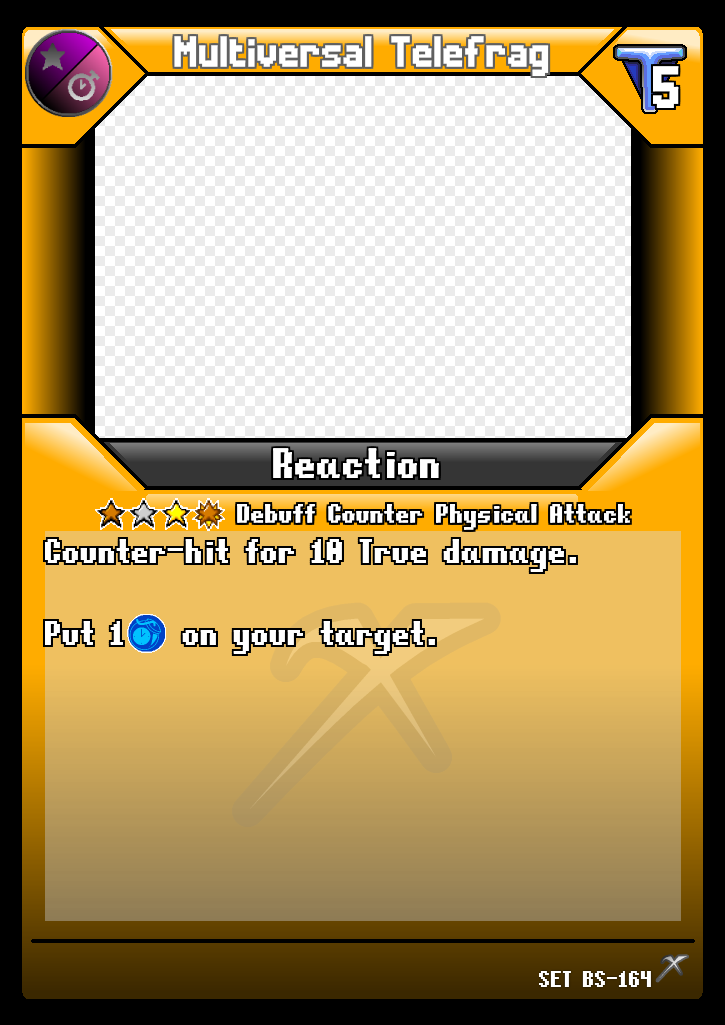 Multiversal Telefrag
T5
Reaction
Debuff Counter Physical Attack
Counter-hit for 10 True damage.
Put 1 on your target.
SET BS-164